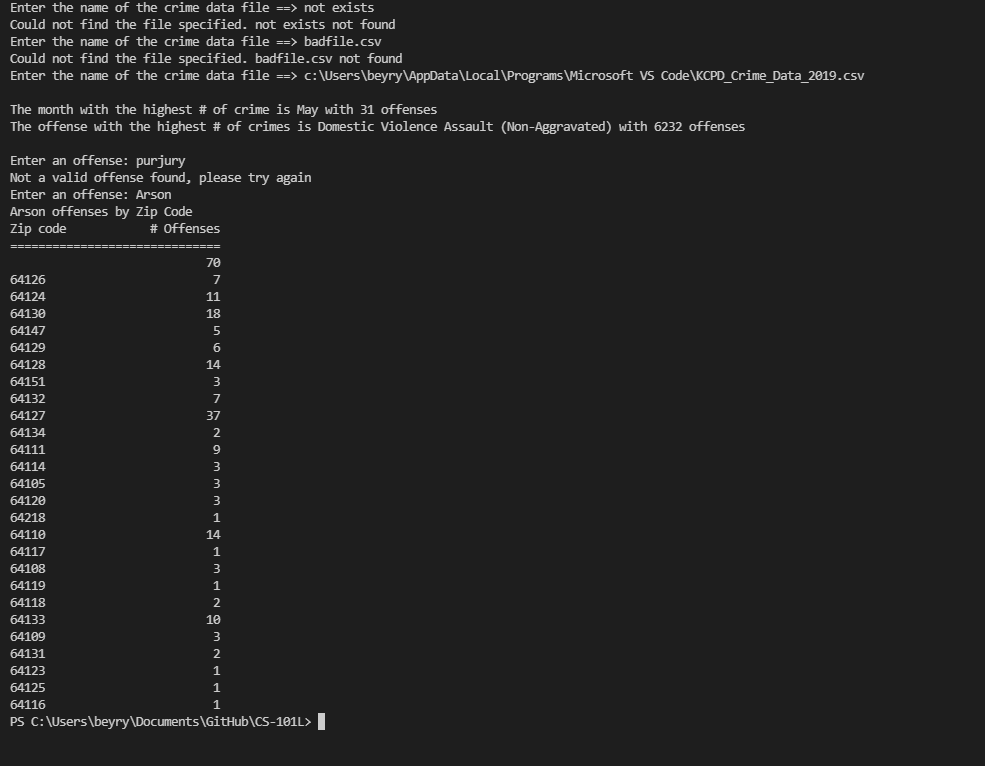 Enter the name of the crime data file ==> not exists
Could not find the file specified. not exists not found
Enter the name of the crime data file ==> badfile.csv
Could not find the file specified. badfile.csv not found
Enter the name of the crime data file ==> c:\Users\beyry\AppData\Local\Programs\Microsoft VS Code\KCPD_Crime_Data_2019.csv

The month with the highest # of crime is May with 31 offenses
The offense with the highest # of crimes is Domestic Violence Assault (Non-Aggravated) with 6232 offenses

Enter an offense: purjury
Not a valid offense found, please try again
Enter an offense: Arson
Arson offenses by Zip Code
Zip code            # Offenses
==============================
                            70
64126                        7
64124                       11
64130                       18
64147                        5
64129                        6
64128                       14
64151                        3
64132                        7
64127                       37
64134                        2
64111                        9
64114                        3
64105                        3
64120                        3
64218                        1
64110                       14
64117                        1
64108                        3
64119                        1
64118                        2
64133                       10
64109                        3
64131                        2
64123                        1
64125                        1
64116                        1
PS C:\Users\beyry\Documents\GitHub\CS-101L>